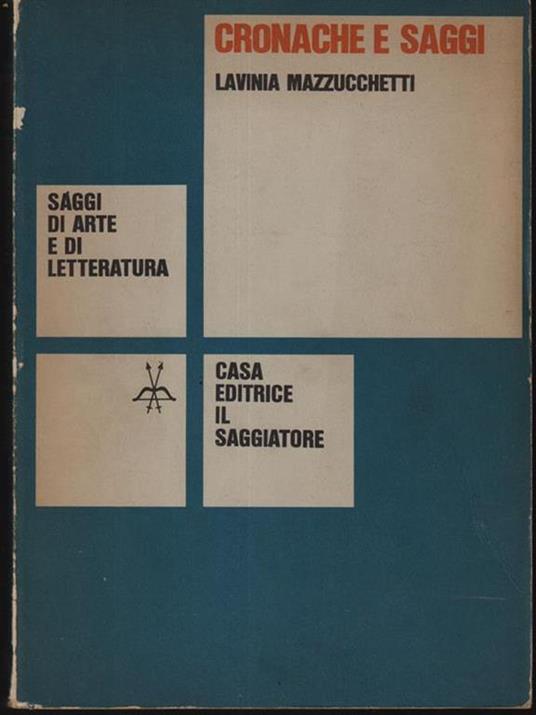 CRONACHE E SAGGI
LAVINIA MAZZUCCHETTI
SAGGI
DI ARTE
E DI
LETTERATURA
CASA
EDITRICE
IL
SAGGIATORE